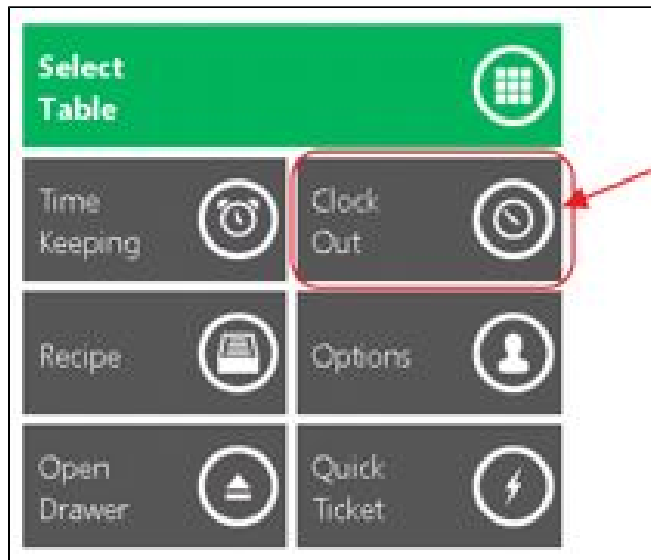 Select
Table
Time
Keeping
Clock
Out
Recipe
Options
Open
Drawer
Quick
Ticket